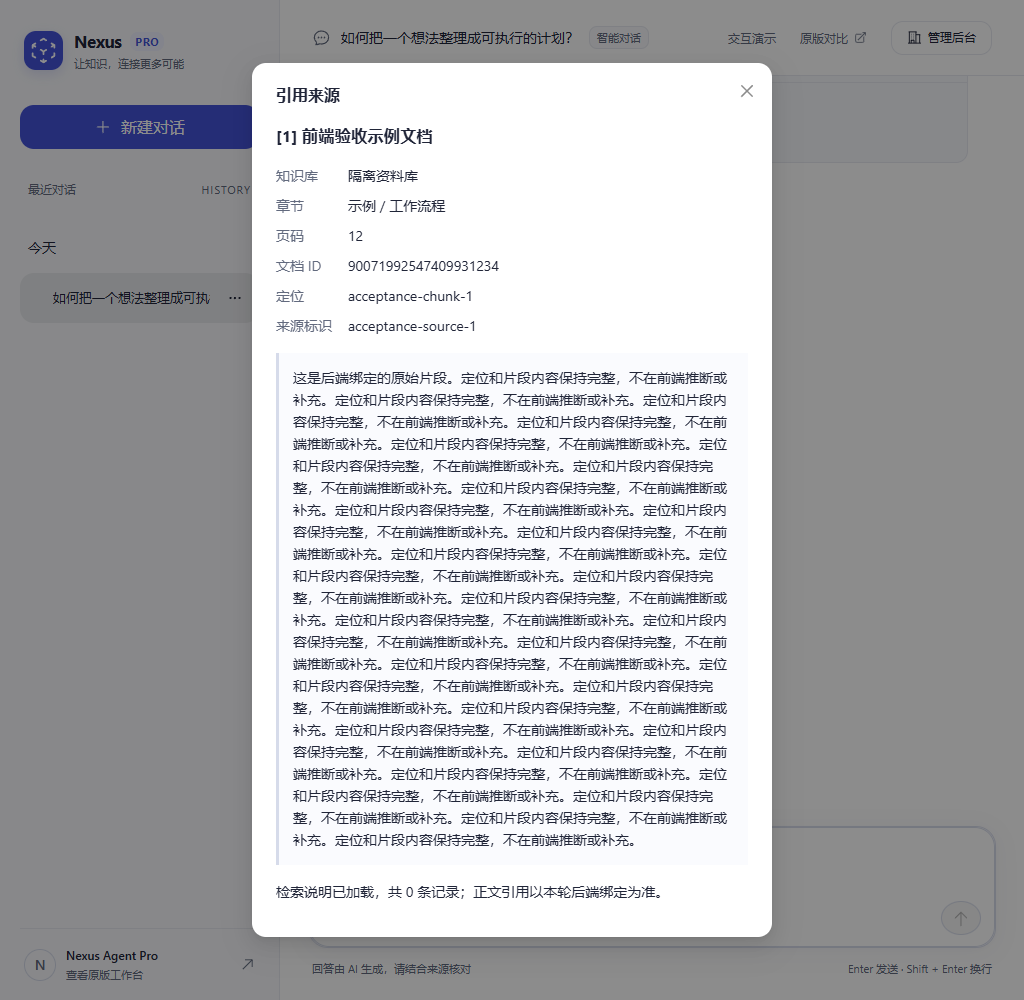 Nexus PRO
让知识，连接更多可能
新建对话
最近对话 HISTORY
今天
如何把一个想法整理成可执 ...
N
Nexus Agent Pro
查看原版工作台
如何把一个想法整理成可执行的计划？ 智能对话 交互演示 原版对比 管理后台
引用来源
[1] 前端验收示例文档
知识库 隔离资料库
章节 示例 / 工作流程
页码 12
文档 ID 90071992547409931234
定位 acceptance-chunk-1
来源标识 acceptance-source-1
这是后端绑定的原始片段。定位和片段内容保持完整，不在前端推断或
补充。定位和片段内容保持完整，不在前端推断或补充。定位和片段内
容保持完整，不在前端推断或补充。定位和片段内容保持完整，不在前
端推断或补充。定位和片段内容保持完整，不在前端推断或补充。定位
和片段内容保持完整，不在前端推断或补充。定位和片段内容保持完
整，不在前端推断或补充。定位和片段内容保持完整，不在前端推断或
补充。定位和片段内容保持完整，不在前端推断或补充。定位和片段内
容保持完整，不在前端推断或补充。定位和片段内容保持完整，不在前
端推断或补充。定位和片段内容保持完整，不在前端推断或补充。定位
和片段内容保持完整，不在前端推断或补充。定位和片段内容保持完
整，不在前端推断或补充。定位和片段内容保持完整，不在前端推断或
补充。定位和片段内容保持完整，不在前端推断或补充。定位和片段内
容保持完整，不在前端推断或补充。定位和片段内容保持完整，不在前
端推断或补充。定位和片段内容保持完整，不在前端推断或补充。定位
和片段内容保持完整，不在前端推断或补充。定位和片段内容保持完
整，不在前端推断或补充。定位和片段内容保持完整，不在前端推断或
补充。定位和片段内容保持完整，不在前端推断或补充。定位和片段内
容保持完整，不在前端推断或补充。定位和片段内容保持完整，不在前
端推断或补充。定位和片段内容保持完整，不在前端推断或补充。定位
和片段内容保持完整，不在前端推断或补充。定位和片段内容保持完
整，不在前端推断或补充。定位和片段内容保持完整，不在前端推断或
补充。定位和片段内容保持完整，不在前端推断或补充。
检索说明已加载，共 0 条记录；正文引用以本轮后端绑定为准。
回答由 AI 生成，请结合来源核对
Enter 发送 · Shift + Enter 换行